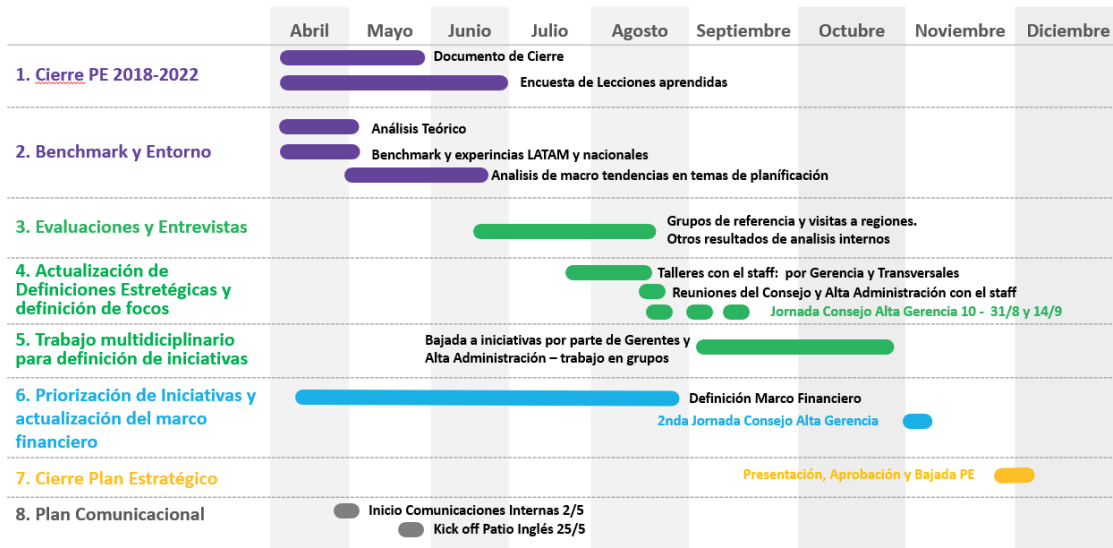 Abril Mayo Junio Julio Agosto Septiembre Octubre Noviembre Diciembre
1. Cierre PE 2018-2022
Documento de Cierre
Encuesta de Lecciones aprendidas
2. Benchmark y Entorno
Análisis Teórico
Benchmark y experincias LATAM y nacionales
Analisis de macro tendencias en temas de planíficación
3. Evaluaciones y Entrevistas
Grupos de referencia y visitas a regiones.
Otros resultados de analisis internos
4. Actualización de
Definiciones Estretégicas y
definición de focos
Talleres con el staff: por Gerencia y Transversales
Reuniones del Consejo y Alta Administración con el staff
Jornada Consejo Alta Gerencia 10 - 31/8 y 14/9
5. Trabajo multidiciplinario
para definición de iniciativas
Bajada a iniciativas por parte de Gerentes y
Alta Administración – trabajo en grupos
6. Priorización de Iniciativas y
actualización del marco
financiero
Definición Marco Financiero
2nda Jornada Consejo Alta Gerencia
7. Cierre Plan Estratégico
Presentación, Aprobación y Bajada PE
8. Plan Comunicacional
Inicio Comunicaciones Internas 2/5
Kick off Patio Inglés 25/5